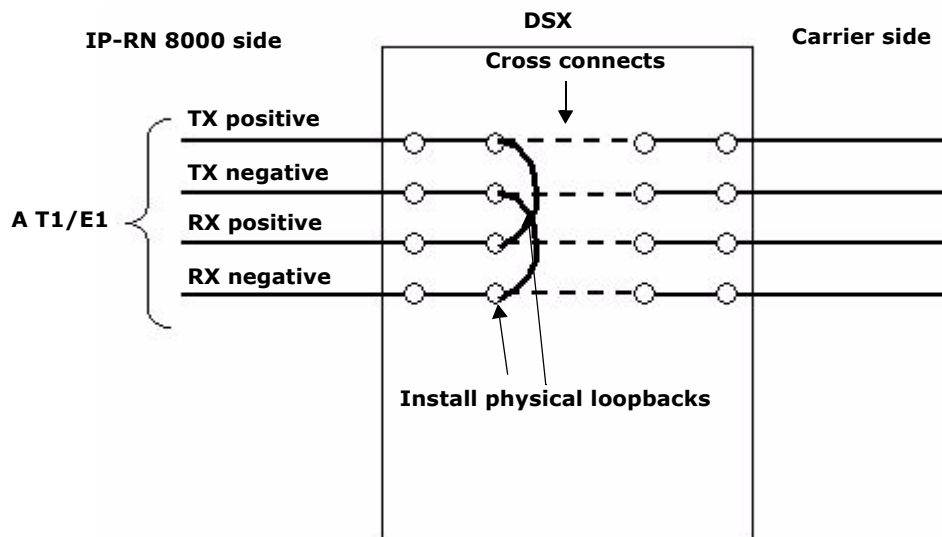 DSX
IP-RN 8000 side
Carrier side
Cross connects
TX positive
TX negative
A T1/E1
RX positive
RX negative
Install physical loopbacks